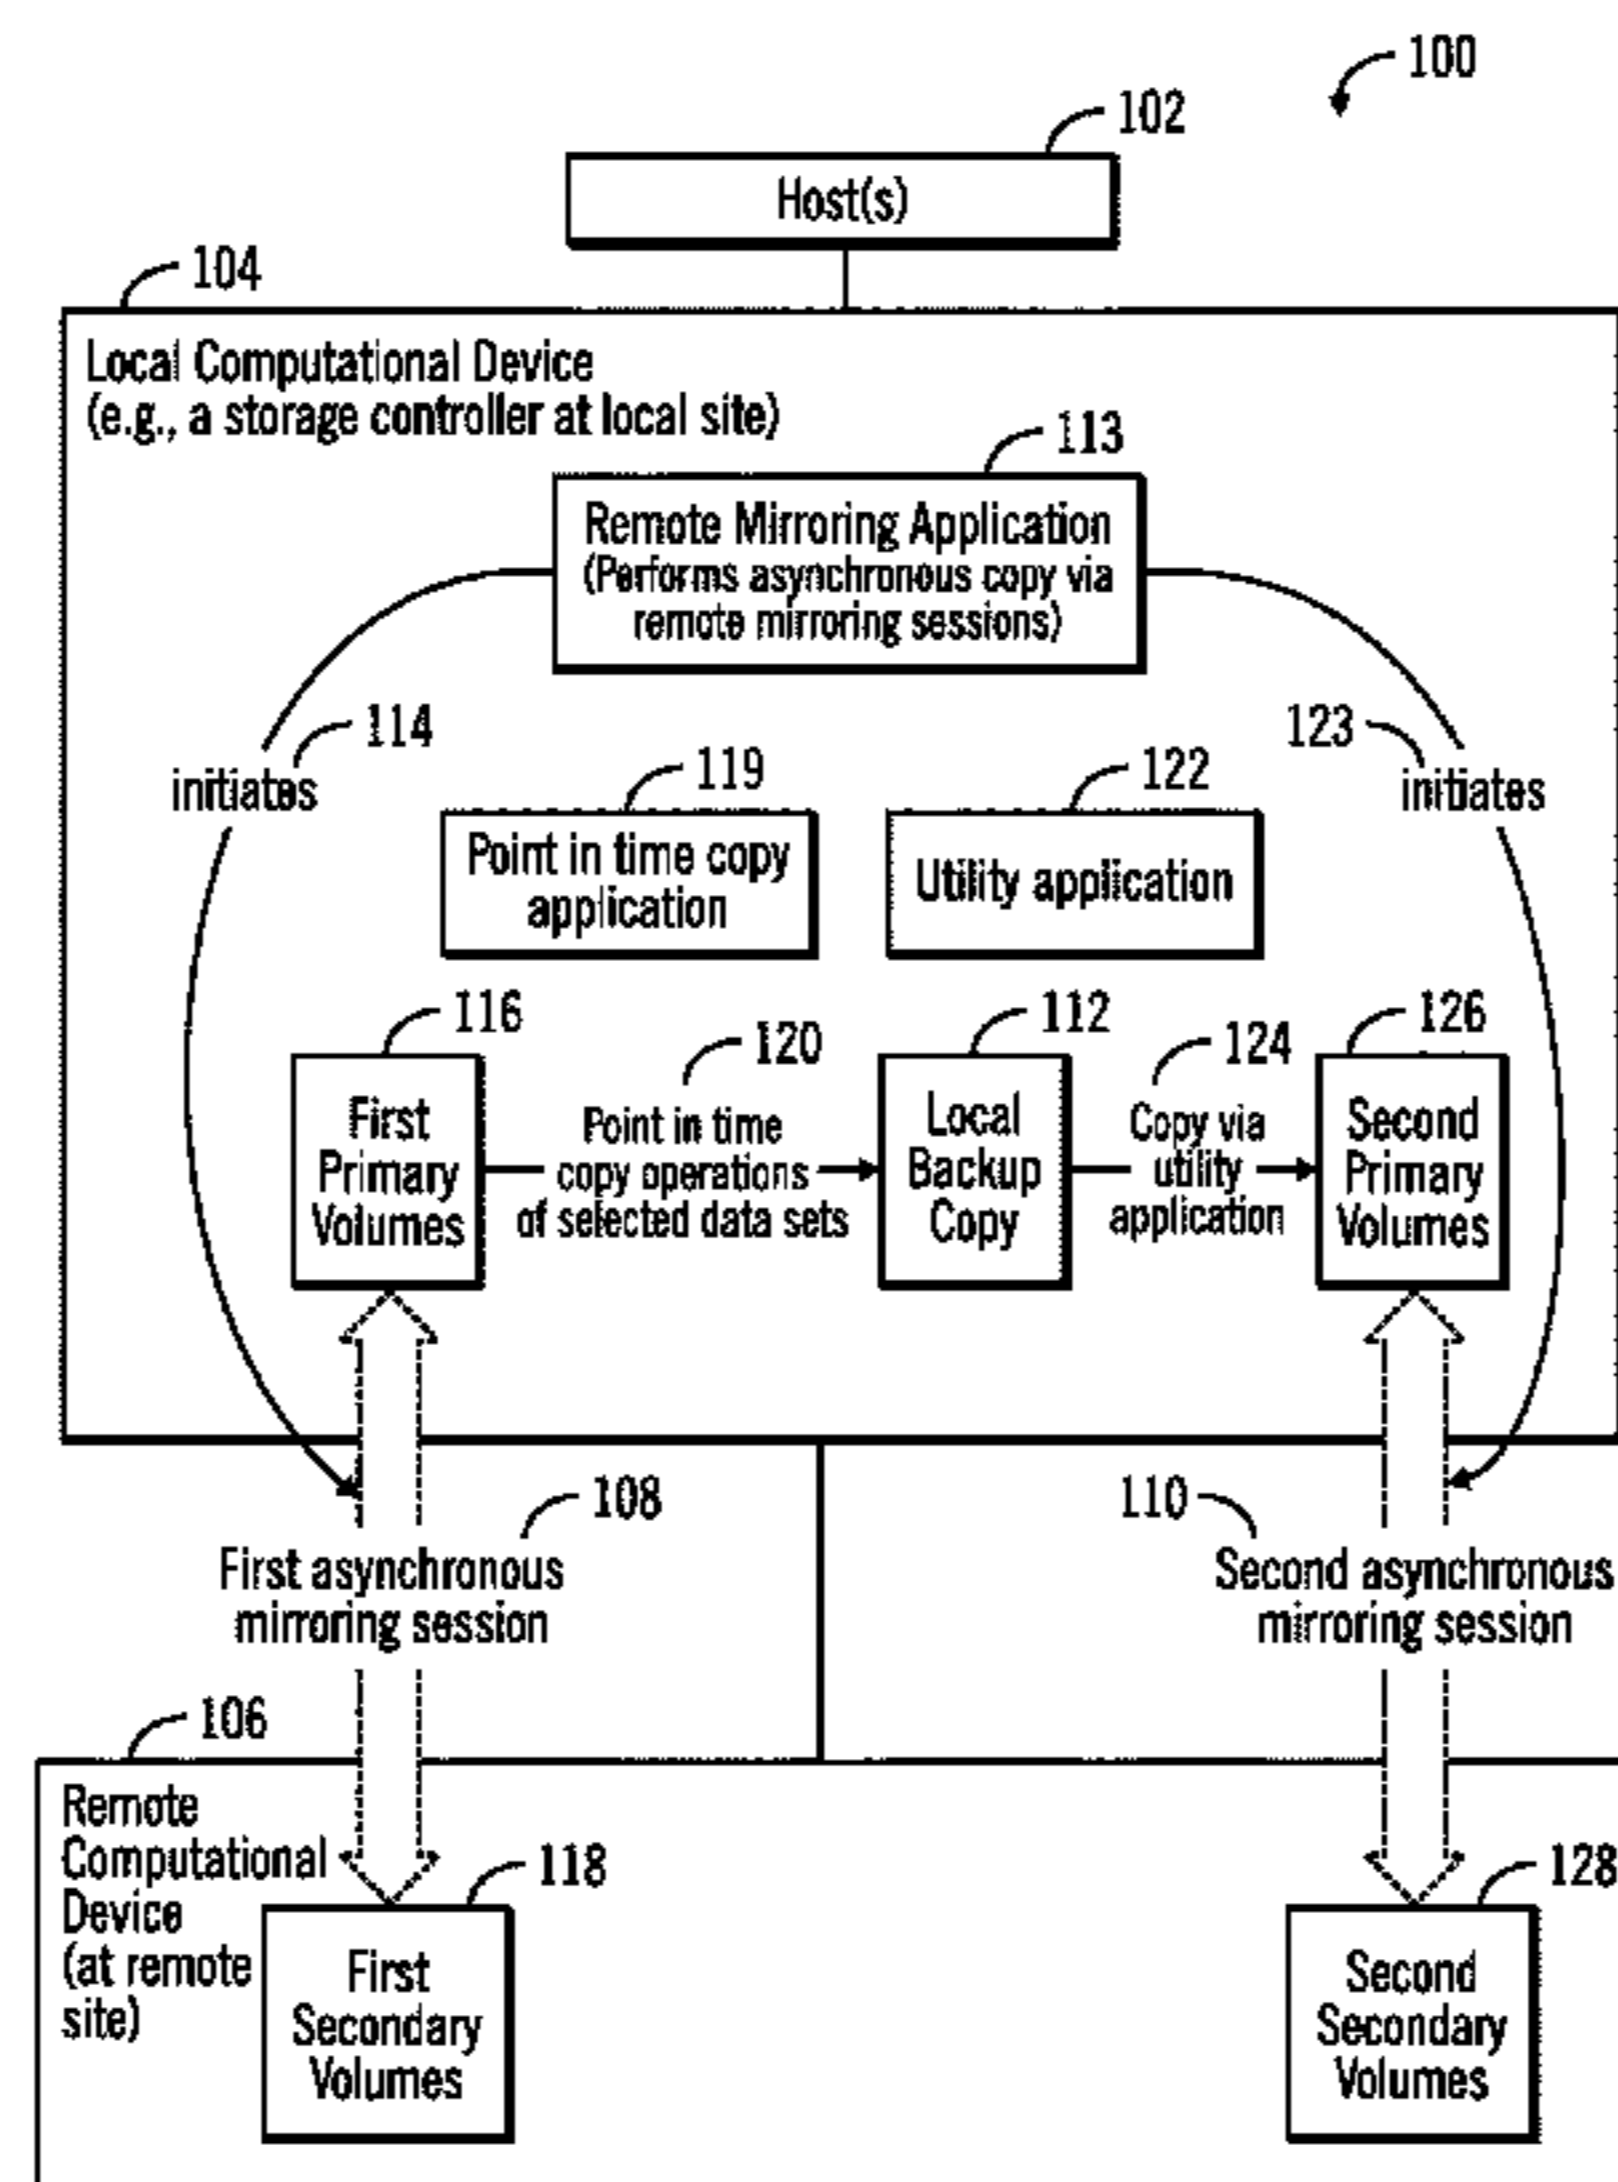 100
102
Host(s)
104
Local Computational Device
(e.g., a storage controller at local site)
113
Remote Mirroring Application
(Performs asynchronous copy via
remote mirroring sessions)
114
initiates
123
initiates
119
Point in time copy
application
122
Utility application
116
First
Primary
Volumes
120
Point in time
copy operations
of selected data sets
112
Local
Backup
Copy
124
Copy via
utility
application
126
Second
Primary
Volumes
108
First asynchronous
mirroring session
110
Second asynchronous
mirroring session
106
Remote
Computational
Device
(at remote
site)
118
First
Secondary
Volumes
128
Second
Secondary
Volumes